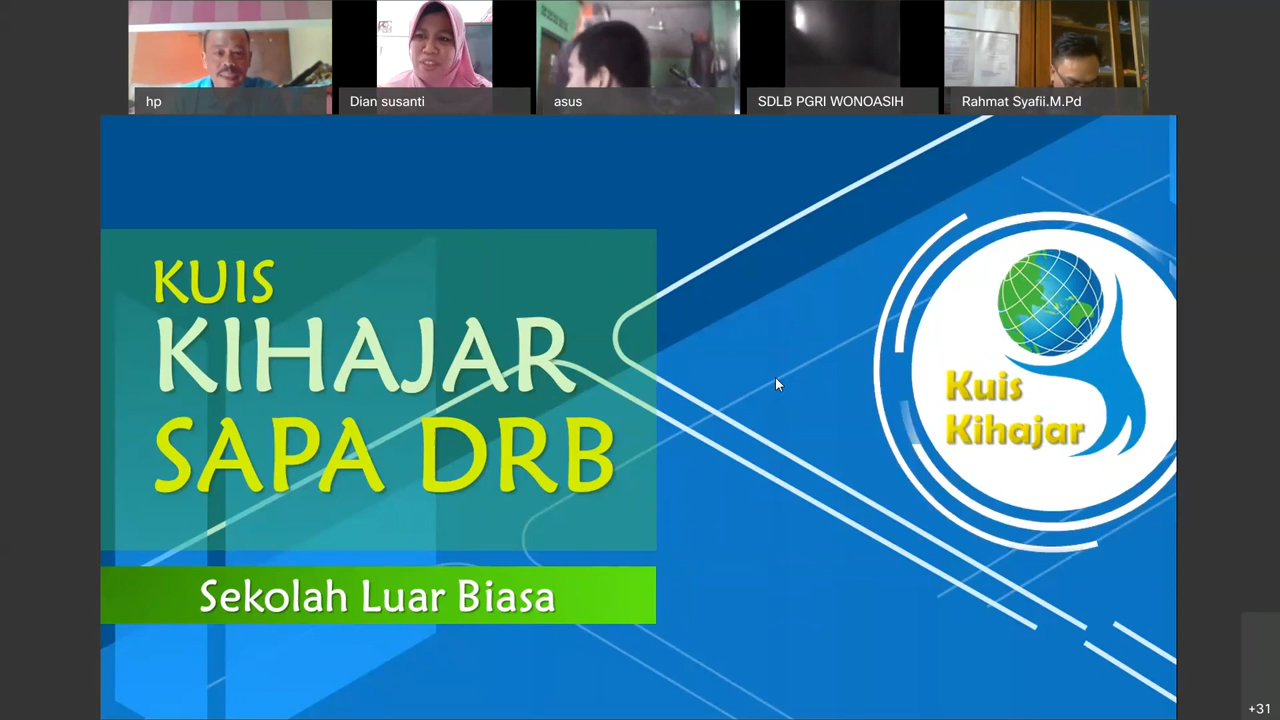 hp
Dian susanti
asus
SDLB PGRI WONOASIH
Rahmat Syafii.M.Pd
KUIS
KIHAJAR
SAPA DRB
Sekolah Luar Biasa
Kuis
Kihajar
+31